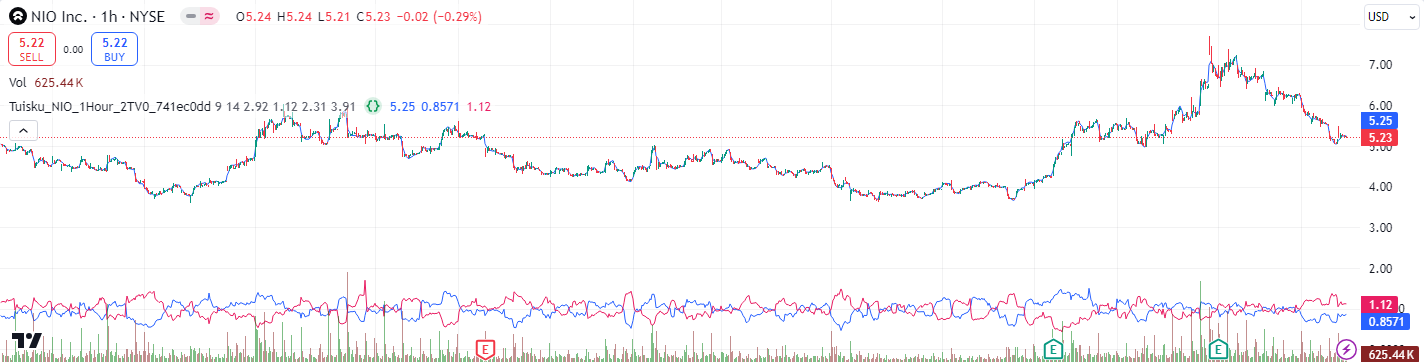 NIO Inc. · 1h · NYSE O5.24 H5.24 L5.21 C5.23 −0.02 (−0.29%)
USD
5.22 SELL 0.00 5.22 BUY
Vol 625.44 K
Tuisku_NIO_1Hour_2TV0_741ec0dd 9 14 2.92 1.12 2.31 3.91 {} 5.25 0.8571 1.12
7.00
6.00
5.25
5.23
4.00
3.00
2.00
1.12
0.8571
625.44 K
E
E
E